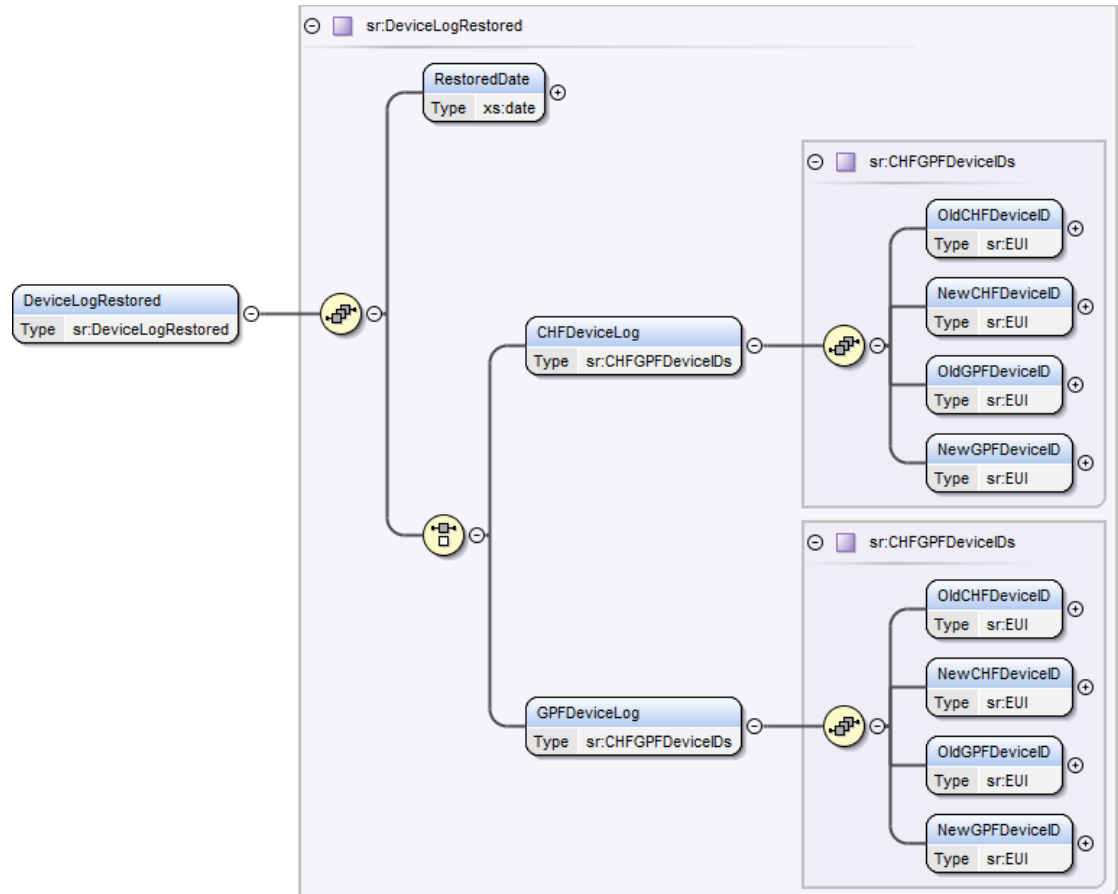 sr:DeviceLogRestored
RestoredDate
Type xs:date
sr:CHFGPFDeviceIDs
OldCHFDeviceID
Type sr:EUI
NewCHFDeviceID
Type sr:EUI
OldGPFDeviceID
Type sr:EUI
NewGPFDeviceID
Type sr:EUI
DeviceLogRestored
Type sr:DeviceLogRestored
CHFDeviceLog
Type sr:CHFGPFDeviceIDs
sr:CHFGPFDeviceIDs
OldCHFDeviceID
Type sr:EUI
NewCHFDeviceID
Type sr:EUI
OldGPFDeviceID
Type sr:EUI
NewGPFDeviceID
Type sr:EUI
GPFDeviceLog
Type sr:CHFGPFDeviceIDs